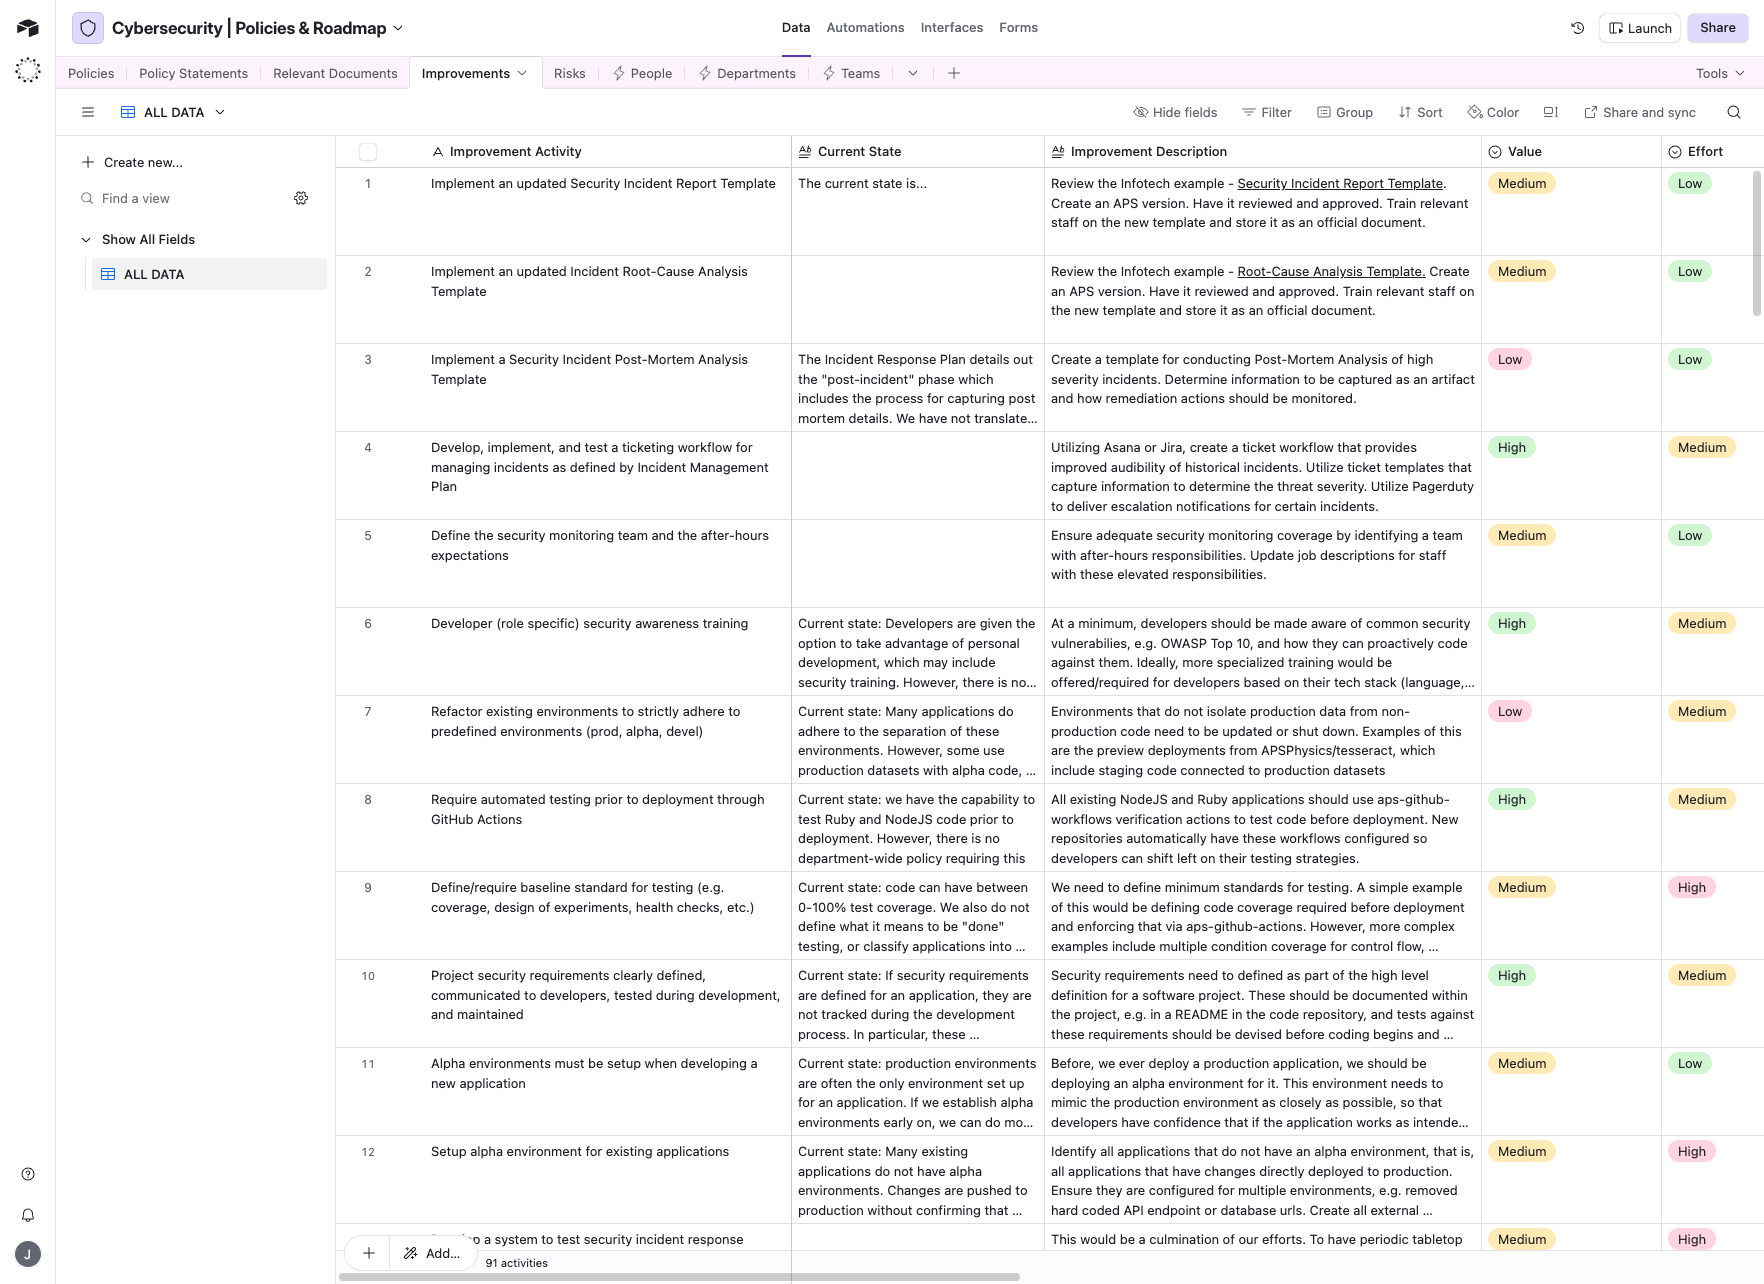 Cybersecurity | Policies & Roadmap
Data
Automations
Interfaces
Forms
Launch
Share
Policies
Policy Statements
Relevant Documents
Improvements
Risks
People
Departments
Teams
Tools
ALL DATA
Hide fields
Filter
Group
Sort
Color
Share and sync
Create new...
Find a view
Show All Fields
ALL DATA
Improvement Activity
Current State
Improvement Description
Value
Effort
1
Implement an updated Security Incident Report Template
The current state is...
Review the Infotech example - Security Incident Report Template.
Create an APS version. Have it reviewed and approved. Train relevant
staff on the new template and store it as an official document.
Medium
Low
2
Implement an updated Incident Root-Cause Analysis
Template
Review the Infotech example - Root-Cause Analysis Template. Create
an APS version. Have it reviewed and approved. Train relevant staff on
the new template and store it as an official document.
Medium
Low
3
Implement a Security Incident Post-Mortem Analysis
Template
The Incident Response Plan details out
the "post-incident" phase which
includes the process for capturing post
mortem details. We have not translate...
Create a template for conducting Post-Mortem Analysis of high
severity incidents. Determine information to be captured as an artifact
and how remediation actions should be monitored.
Low
Low
4
Develop, implement, and test a ticketing workflow for
managing incidents as defined by Incident Management
Plan
Utilizing Asana or Jira, create a ticket workflow that provides
improved audibility of historical incidents. Utilize ticket templates that
capture information to determine the threat severity. Utilize Pagerduty
to deliver escalation notifications for certain incidents.
High
Medium
5
Define the security monitoring team and the after-hours
expectations
Ensure adequate security monitoring coverage by identifying a team
with after-hours responsibilities. Update job descriptions for staff
with these elevated responsibilities.
Medium
Low
6
Developer (role specific) security awareness training
Current state: Developers are given the
option to take advantage of personal
development, which may include
security training. However, there is no...
At a minimum, developers should be made aware of common security
vulnerabilies, e.g. OWASP Top 10, and how they can proactively code
against them. Ideally, more specialized training would be
offered/required for developers based on their tech stack (language,...
High
Medium
7
Refactor existing environments to strictly adhere to
predefined environments (prod, alpha, devel)
Current state: Many applications do
adhere to the separation of these
environments. However, some use
production datasets with alpha code, ...
Environments that do not isolate production data from non-
production code need to be updated or shut down. Examples of this
are the preview deployments from APSPhysics/tesseract, which
include staging code connected to production datasets
Low
Medium
8
Require automated testing prior to deployment through
GitHub Actions
Current state: we have the capability to
test Ruby and NodeJS code prior to
deployment. However, there is no
department-wide policy requiring this
All existing NodeJS and Ruby applications should use aps-github-
workflows verification actions to test code before deployment. New
repositories automatically have these workflows configured so
developers can shift left on their testing strategies.
High
Medium
9
Define/require baseline standard for testing (e.g.
coverage, design of experiments, health checks, etc.)
Current state: code can have between
0-100% test coverage. We also do not
define what it means to be "done"
testing, or classify applications into ...
We need to define minimum standards for testing. A simple example
of this would be defining code coverage required before deployment
and enforcing that via aps-github-actions. However, more complex
examples include multiple condition coverage for control flow, ...
Medium
High
10
Project security requirements clearly defined,
communicated to developers, tested during development,
and maintained
Current state: If security requirements
are defined for an application, they are
not tracked during the development
process. In particular, these ...
Security requirements need to defined as part of the high level
definition for a software project. These should be documented within
the project, e.g. in a README in the code repository, and tests against
these requirements should be devised before coding begins and ...
High
Medium
11
Alpha environments must be setup when developing a
new application
Current state: production environments
are often the only environment set up
for an application. If we establish alpha
environments early on, we can do mo...
Before, we ever deploy a production application, we should be
deploying an alpha environment for it. This environment needs to
mimic the production environment as closely as possible, so that
developers have confidence that if the application works as intende...
Medium
Low
12
Setup alpha environment for existing applications
Current state: Many existing
applications do not have alpha
environments. Changes are pushed to
production without confirming that ...
Identify all applications that do not have an alpha environment, that is,
all applications that have changes directly deployed to production.
Ensure they are configured for multiple environments, e.g. removed
hard coded API endpoint or database urls. Create all external ...
Medium
High
a system to test security incident response
This would be a culmination of our efforts. To have periodic tabletop
Medium
High
Add...
91 activities
J